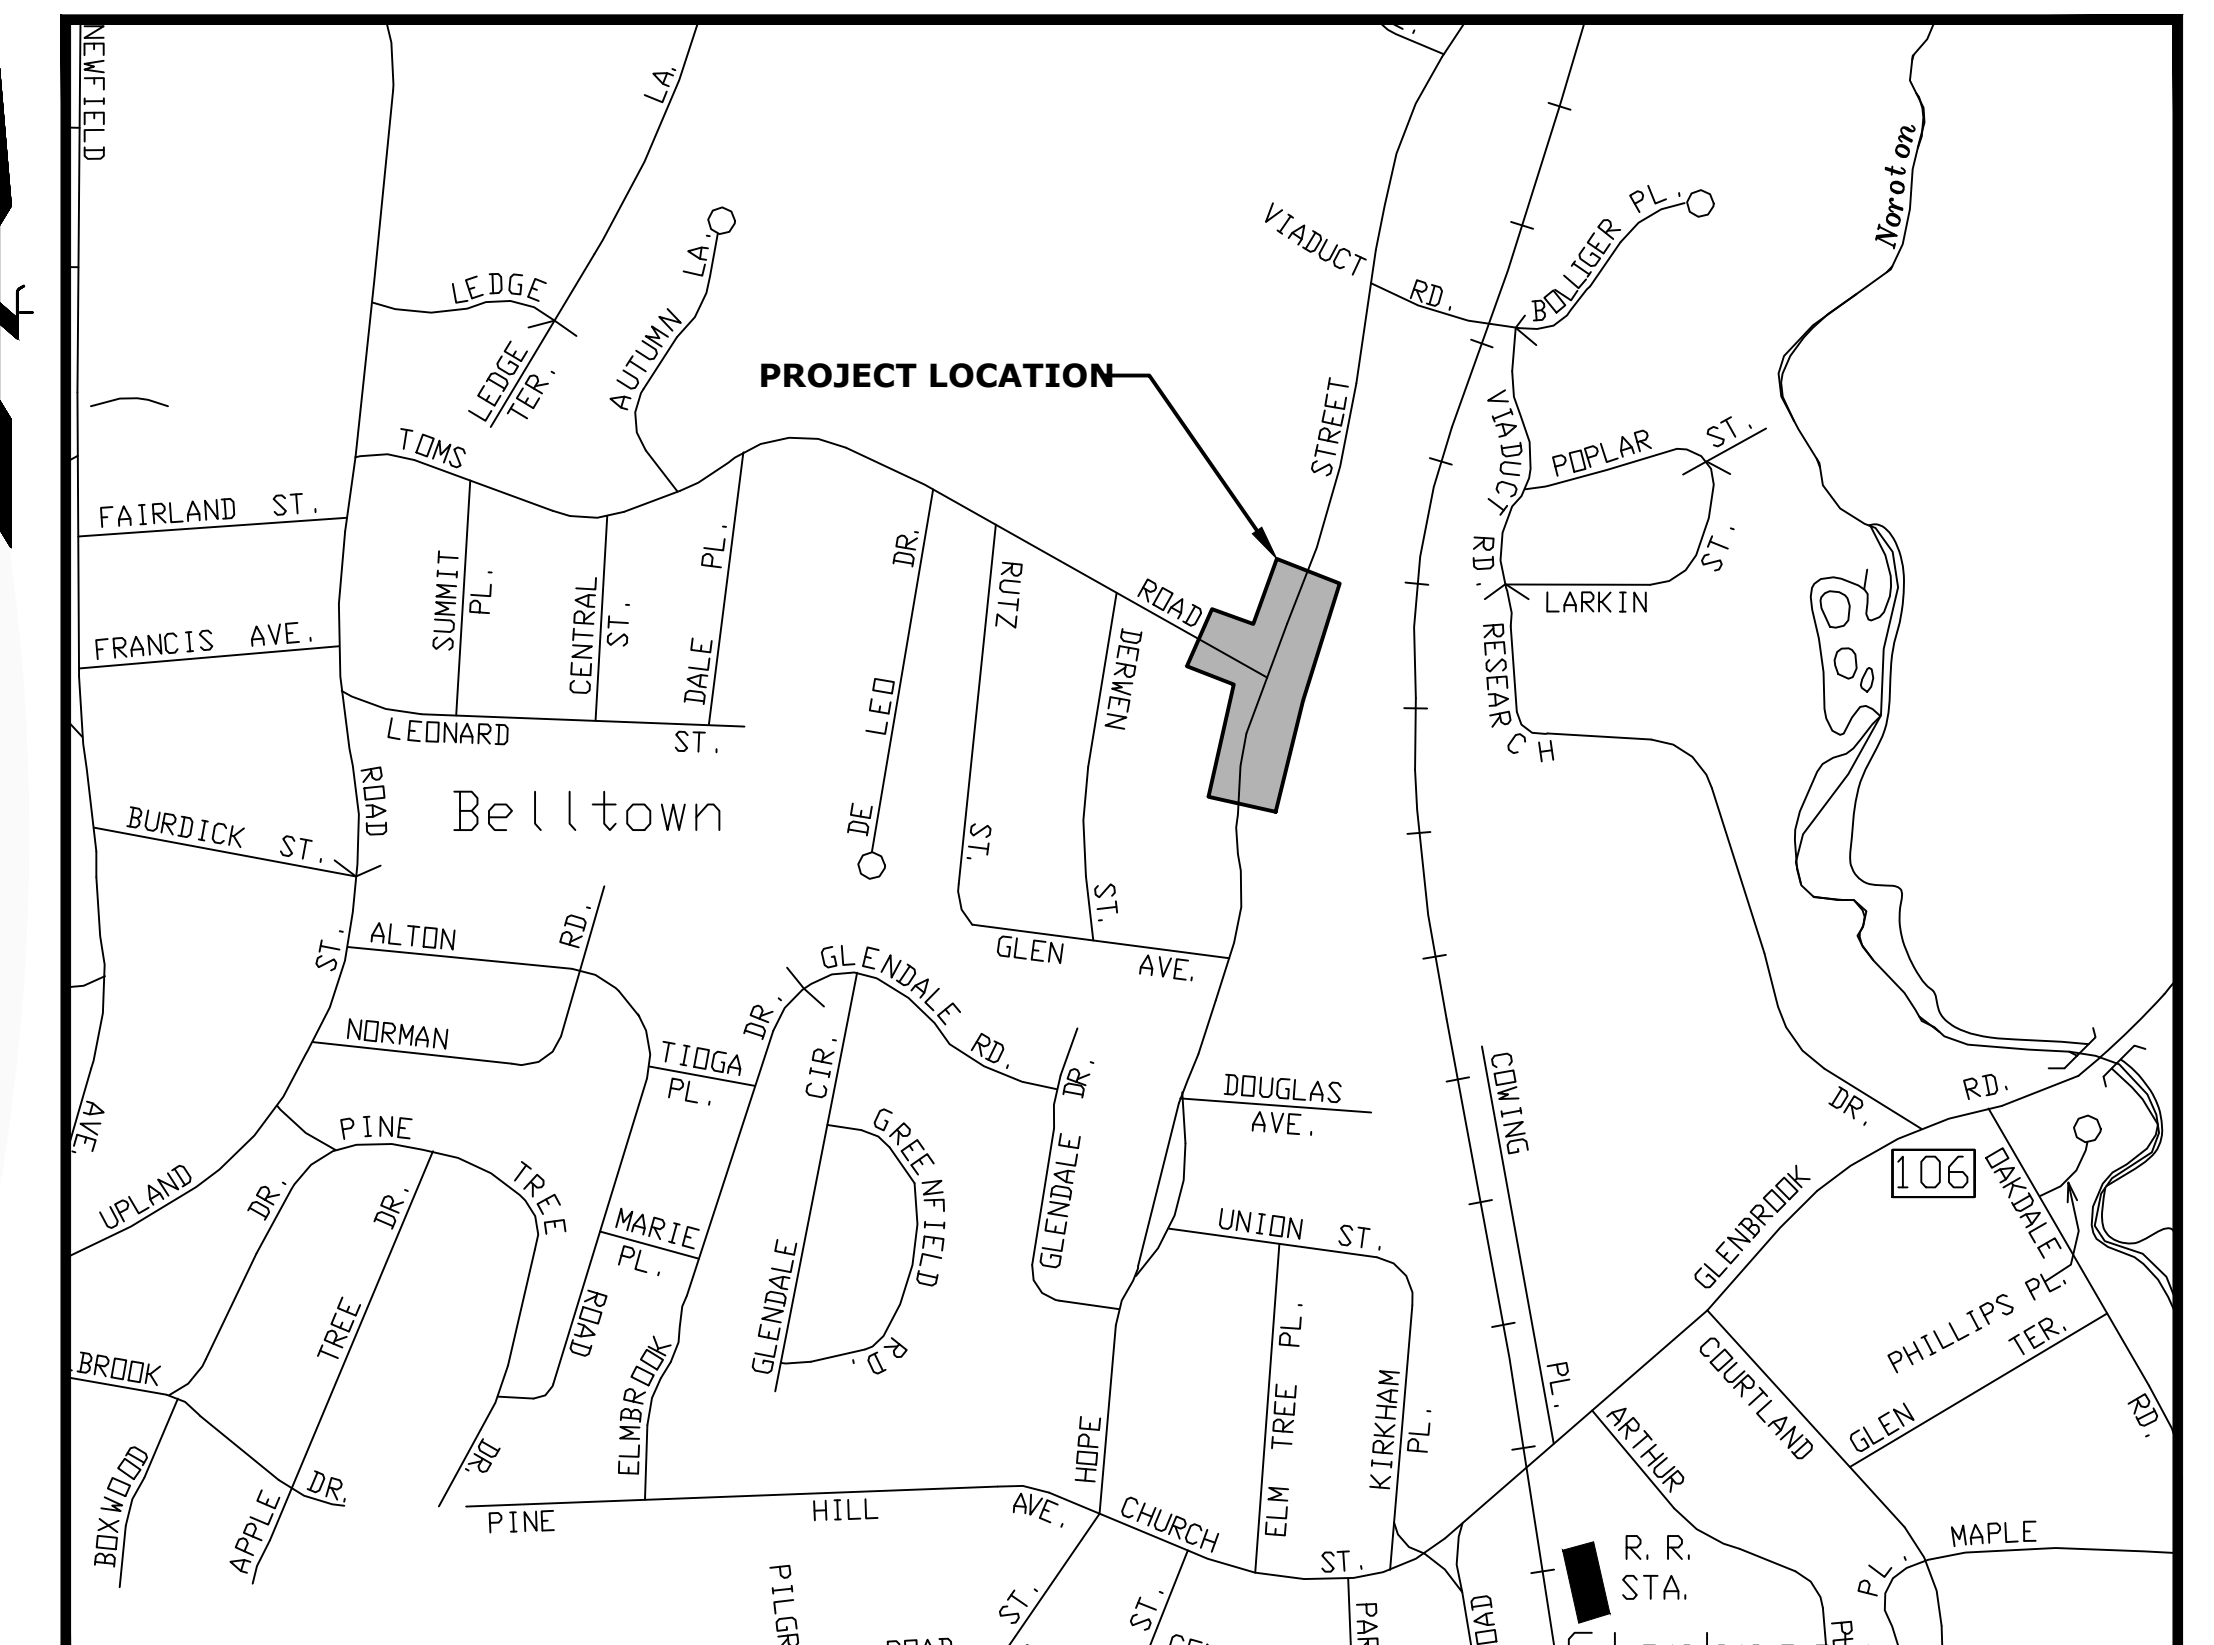 NEWFIELD
LA.
Noroton
LEDGE
LA.
AUTUMN
VIADUCT
RD.
BOLLIGER PL.
LEDGE
TER.
PROJECT LOCATION
STREET
TOMS
VIADUCT
RD.
POPLAR
ST.
FAIRLAND ST.
ST.
LARKIN
FRANCIS AVE.
SUMMIT
PL.
CENTRAL
ST.
DALE PL.
DE LEO DR.
RUTZ
ST.
DERWEN
ST.
ROAD
RESEARCH
LEONARD
ST.
ROAD
Belltown
BURDICK ST.
ALTON
RD.
ST.
GLEN AVE.
NORMAN
TIOGA
PL.
DR.
GLENDALE
RD.
CIR.
DR.
DOUGLAS
AVE.
COWING
PL.
DR.
RD.
106
AVE.
PINE
TREE
UPLAND
DR.
DR.
MARIE
PL.
GREENFIELD
RD.
GLENDALE
GLENDALE
UNION ST.
GLENBROOK
OAKDALE
RD.
PHILLIPS PL.
GLEN TER.
COURTLAND
ARTHUR
BROOK
TREE
ROAD
ELMBROOK
HOPE
ELM TREE PL.
KIRKHAM
PL.
BOXWOOD
APPLE
DR.
DR.
PINE HILL AVE.
CHURCH
ST.
R. R.
STA.
MAPLE
PL.
ST.
ST.